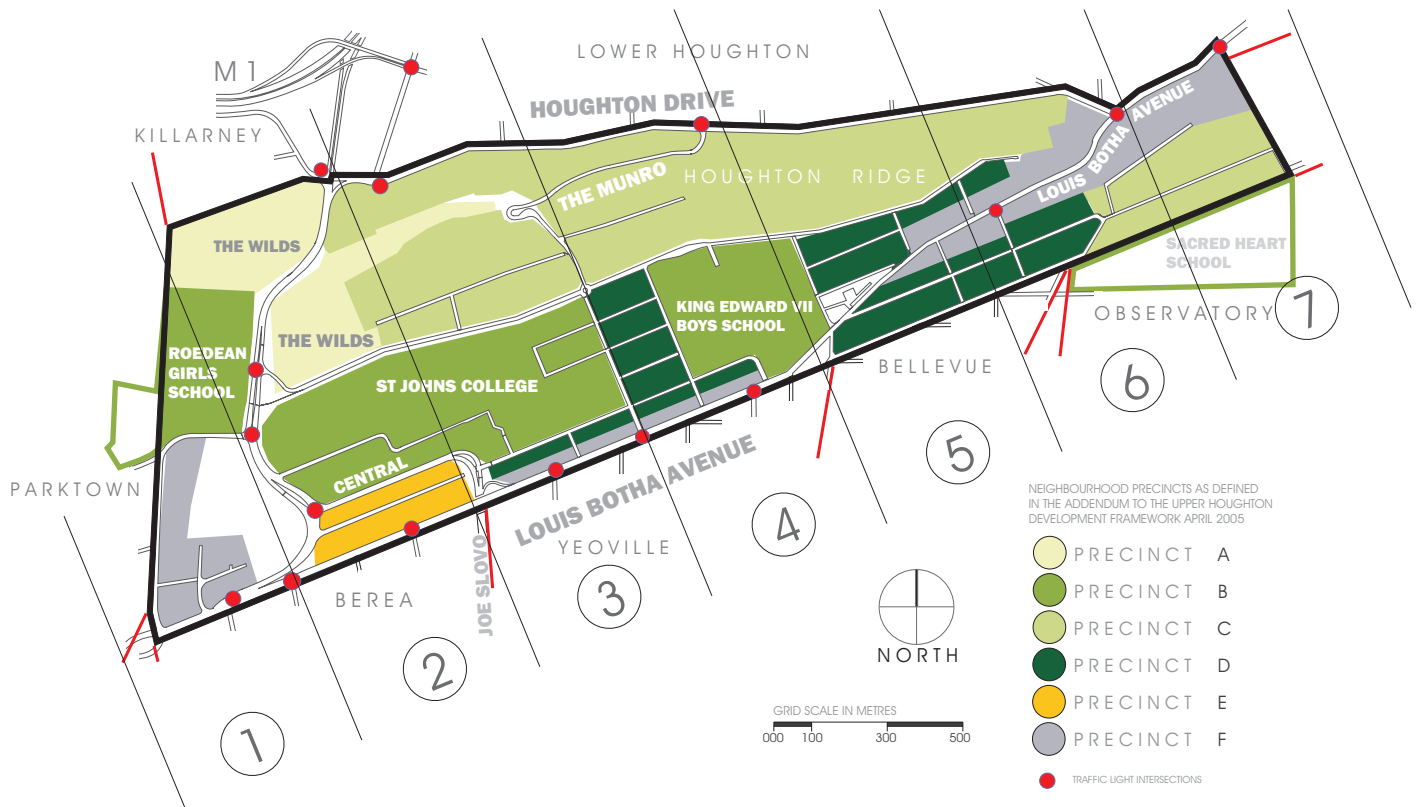 LOWER HOUGHTON
M1
HOUGHTON DRIVE
KILLARNEY
LOUIS BOTHA AVENUE
THE MUNRO
HOUGHTON RIDGE
THE WILDS
SACRED HEART
SCHOOL
KING EDWARD VII
BOYS SCHOOL
OBSERVATORY
7
THE WILDS
ROEDEAN
GIRLS
SCHOOL
ST JOHNS COLLEGE
BELLEVUE
6
CENTRAL
PARKTOWN
LOUIS BOTHA AVENUE
5
JOE SLOVO
YEOVILLE
4
BEREA
3
2
1
NORTH
GRID SCALE IN METRES
000 100 300 500
NEIGHBOURHOOD PRECINCTS AS DEFINED
IN THE ADDENDUM TO THE UPPER HOUGHTON
DEVELOPMENT FRAMEWORK APRIL 2005
PRECINCT A
PRECINCT B
PRECINCT C
PRECINCT D
PRECINCT E
PRECINCT F
TRAFFIC LIGHT INTERSECTIONS